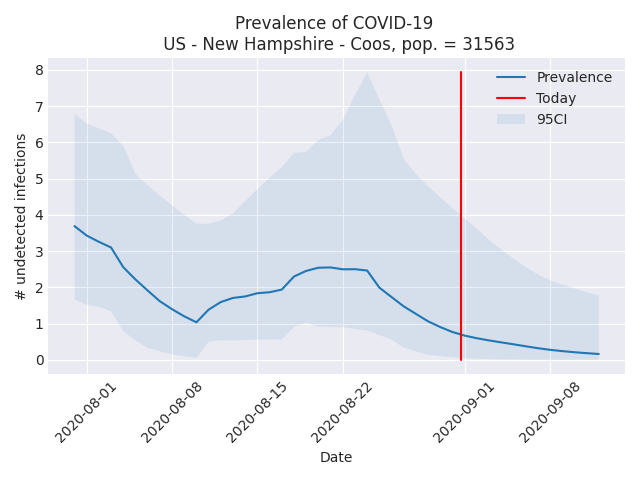 Prevalence of COVID-19
US - New Hampshire - Coos, pop. = 31563
8
7
6
5
4
3
2
1
0
# undetected infections
Prevalence
Today
95CI
2020-08-01
2020-08-08
2020-08-15
2020-08-22
2020-09-01
2020-09-08
Date